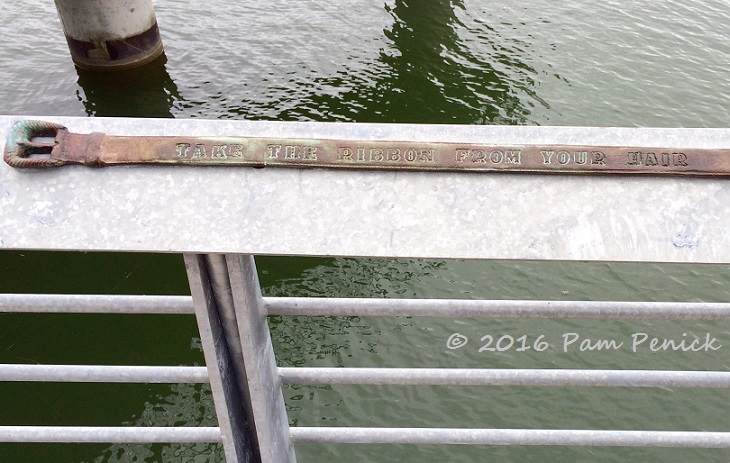 TAKE THE RIBBON FROM YOUR HAIR
© 2016 Pam Penick